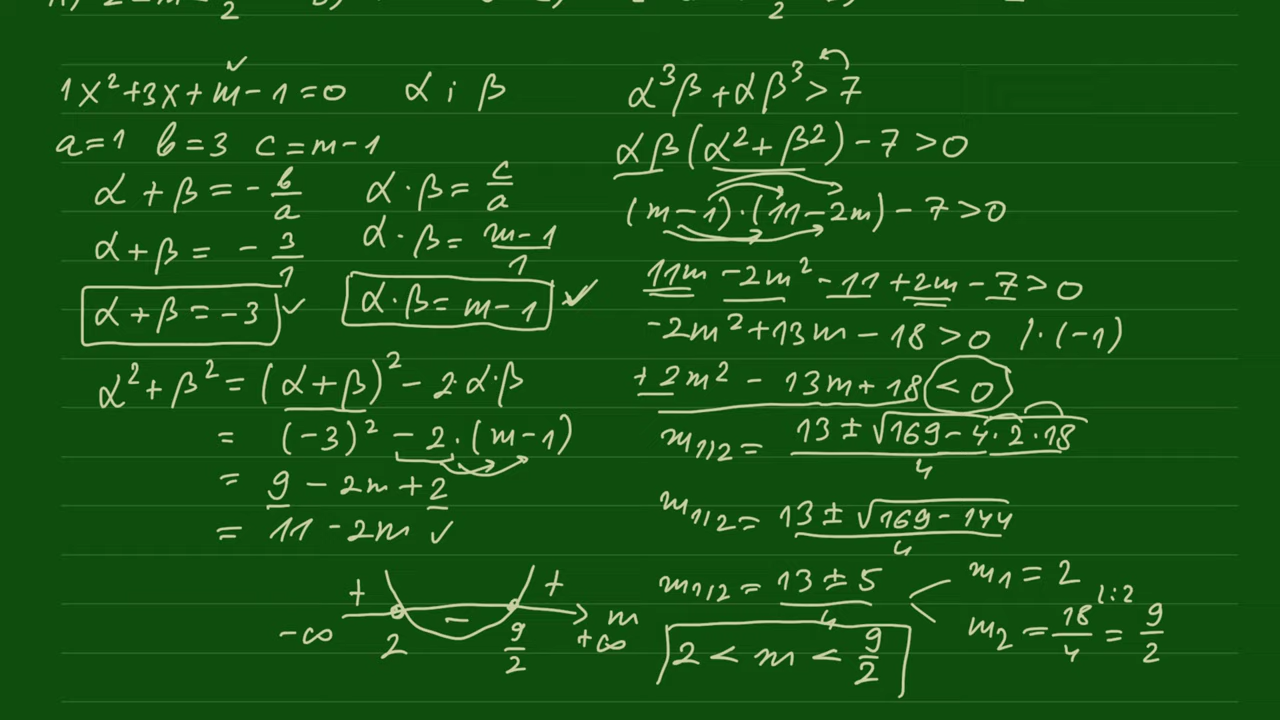 1x²+3x+m-1=0 α i β
a=1 b=3 c=m-1
α+β=-b/a α·β=c/a
α+β=-3/1 α·β=m-1/1
α+β=-3 α·β=m-1
α²+β²=(α+β)²-2·α·β
= (-3)²-2·(m-1)
= 9-2m+2
= 11-2m
+ - +
-∞ 2 9/2 +∞ m
α³β+αβ³>7
αβ(α²+β²)-7>0
(m-1)·(11-2m)-7>0
11m-2m²-11+2m-7>0
-2m²+13m-18>0 /·(-1)
+2m²-13m+18<0
m1/2=13±√169-4·2·18/4
m1/2=13±√169-144/4
m1/2=13±5/4 m1=2
m2=18/4=9/2 /:2
2<m<9/2